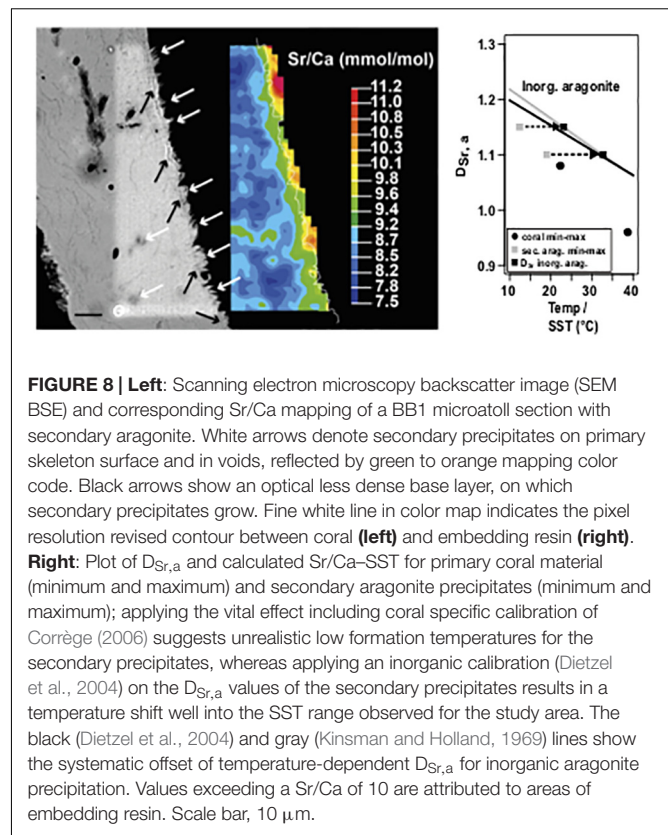 Sr/Ca (mmol/mol)
11.2
11.0
10.8
10.5
10.3
10.1
9.8
9.6
9.4
9.2
8.7
8.5
8.2
7.8
7.5
1.3
1.2
1.1
1.0
0.9
D_Sr, a
Inorg. aragonite
coral min-max
sec. arag. min-max
D_Sr inorg. arag.
10 20 30 40
Temp /
SST (°C)
FIGURE 8 | Left: Scanning electron microscopy backscatter image (SEM
BSE) and corresponding Sr/Ca mapping of a BB1 microatoll section with
secondary aragonite. White arrows denote secondary precipitates on primary
skeleton surface and in voids, reflected by green to orange mapping color
code. Black arrows show an optical less dense base layer, on which
secondary precipitates grow. Fine white line in color map indicates the pixel
resolution revised contour between coral (left) and embedding resin (right).
Right: Plot of D_Sr,a and calculated Sr/Ca–SST for primary coral material
(minimum and maximum) and secondary aragonite precipitates (minimum and
maximum); applying the vital effect including coral specific calibration of
Corrège (2006) suggests unrealistic low formation temperatures for the
secondary precipitates, whereas applying an inorganic calibration (Dietzel
et al., 2004) on the D_Sr,a values of the secondary precipitates results in a
temperature shift well into the SST range observed for the study area. The
black (Dietzel et al., 2004) and gray (Kinsman and Holland, 1969) lines show
the systematic offset of temperature-dependent D_Sr,a for inorganic aragonite
precipitation. Values exceeding a Sr/Ca of 10 are attributed to areas of
embedding resin. Scale bar, 10 μm.